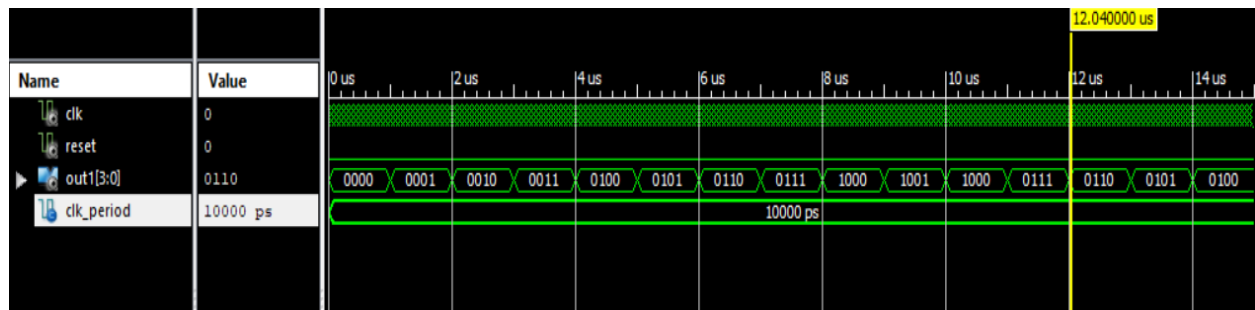 12.040000 us
Name Value 0 us 2 us 4 us 6 us 8 us 10 us 12 us 14 us
clk 0
reset 0
out1[3:0] 0110 0000 0001 0010 0011 0100 0101 0110 0111 1000 1001 1000 0111 0110 0101 0100
clk_period 10000 ps 10000 ps